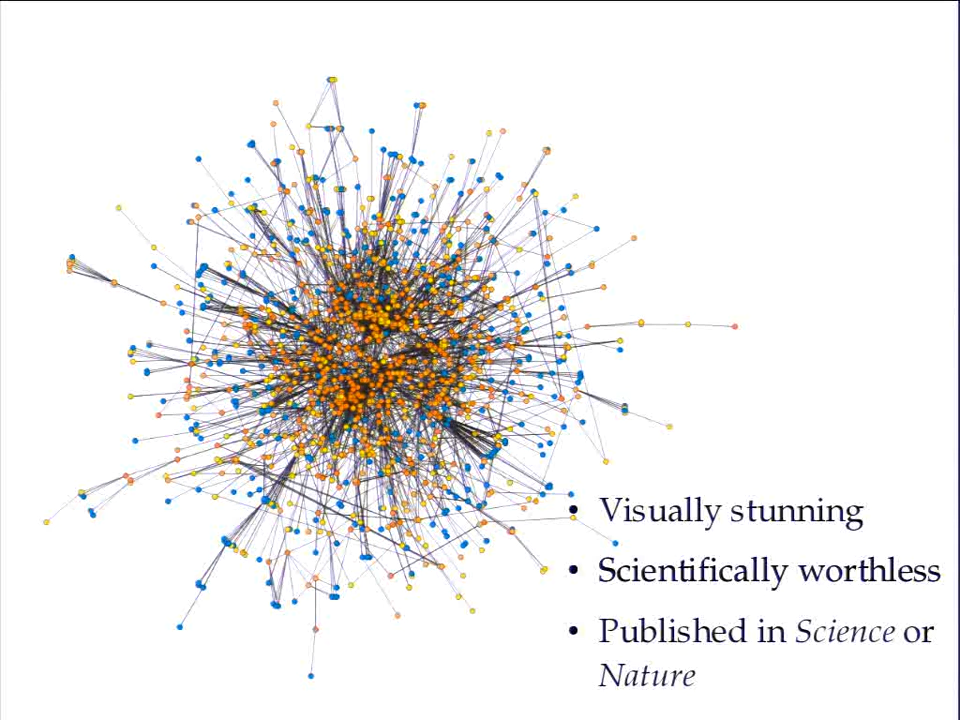 • Visually stunning
• Scientifically worthless
• Published in Science or
Nature